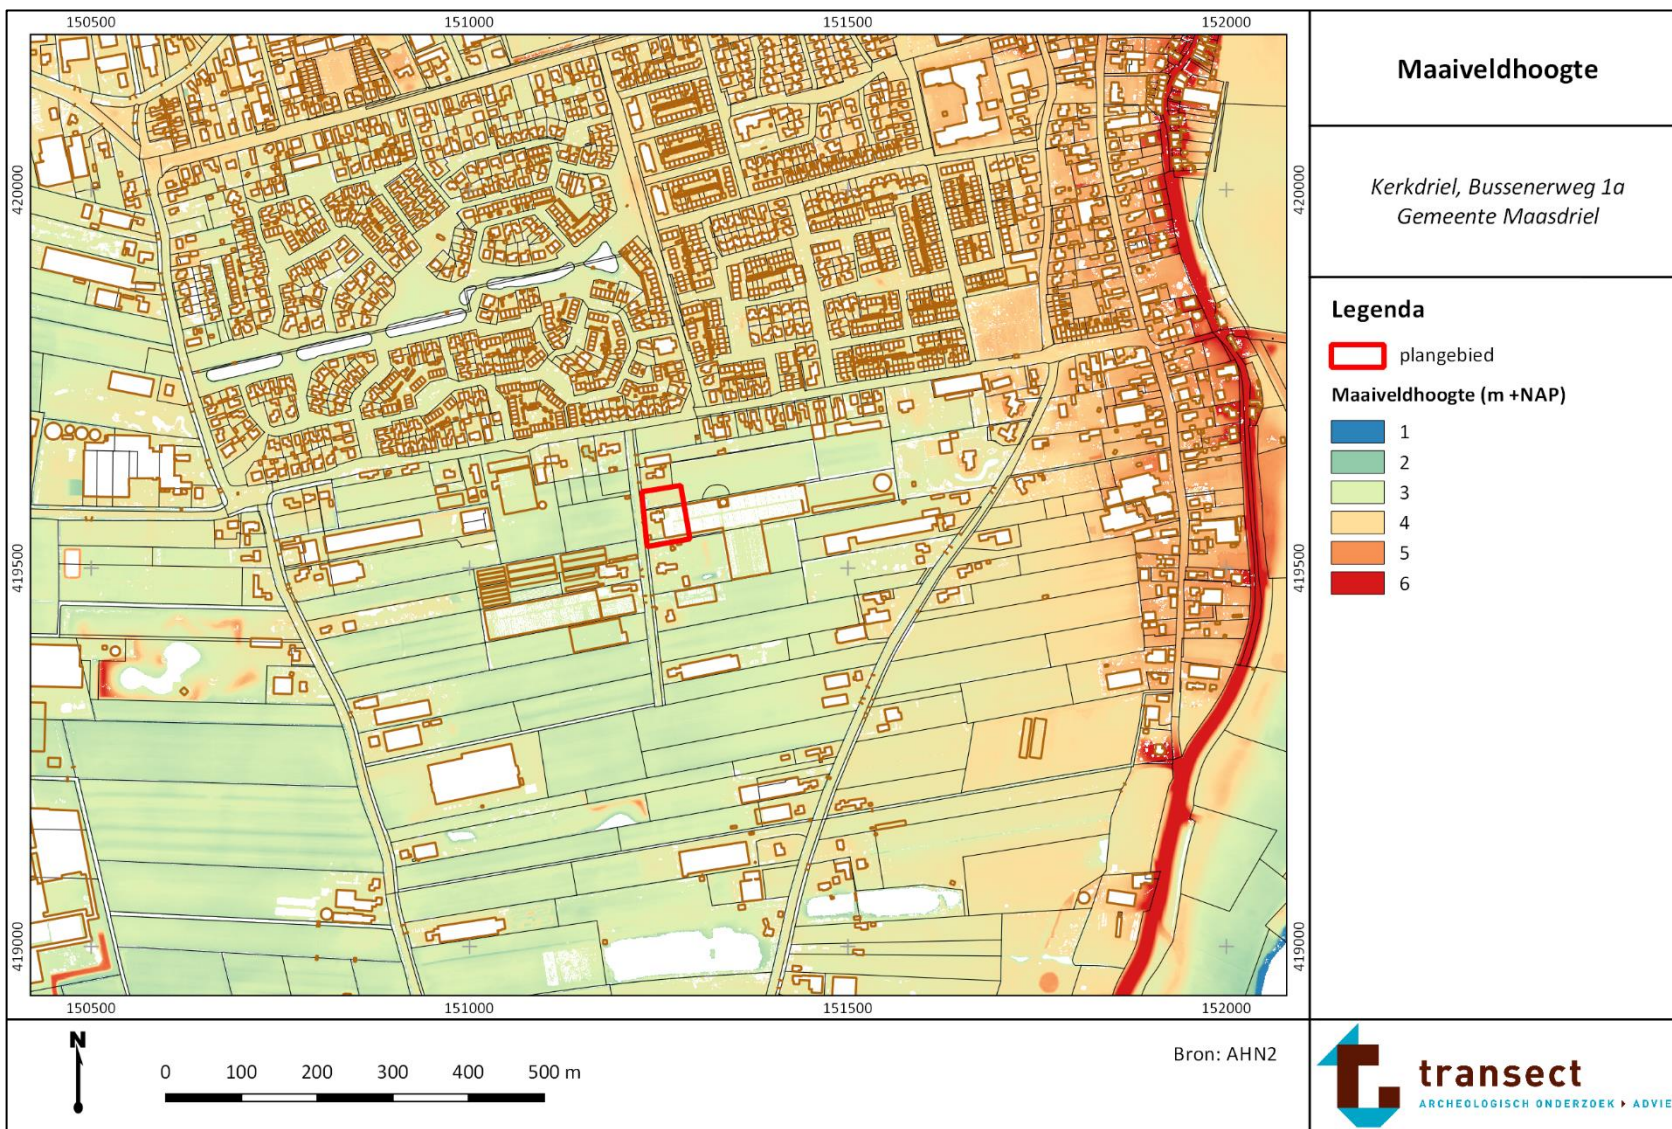 150500 151000 151500 152000
420000 420000
419500 419500
419000 419000
150500 151000 151500 152000
Maaiveldhoogte
Kerkdriel, Bussenerweg 1a
Gemeente Maasdriel
Legenda
plangebied
Maaiveldhoogte (m +NAP)
1
2
3
4
5
6
N
0 100 200 300 400 500 m
Bron: AHN2
transect
ARCHEOLOGISCH ONDERZOEK ▸ ADVIE